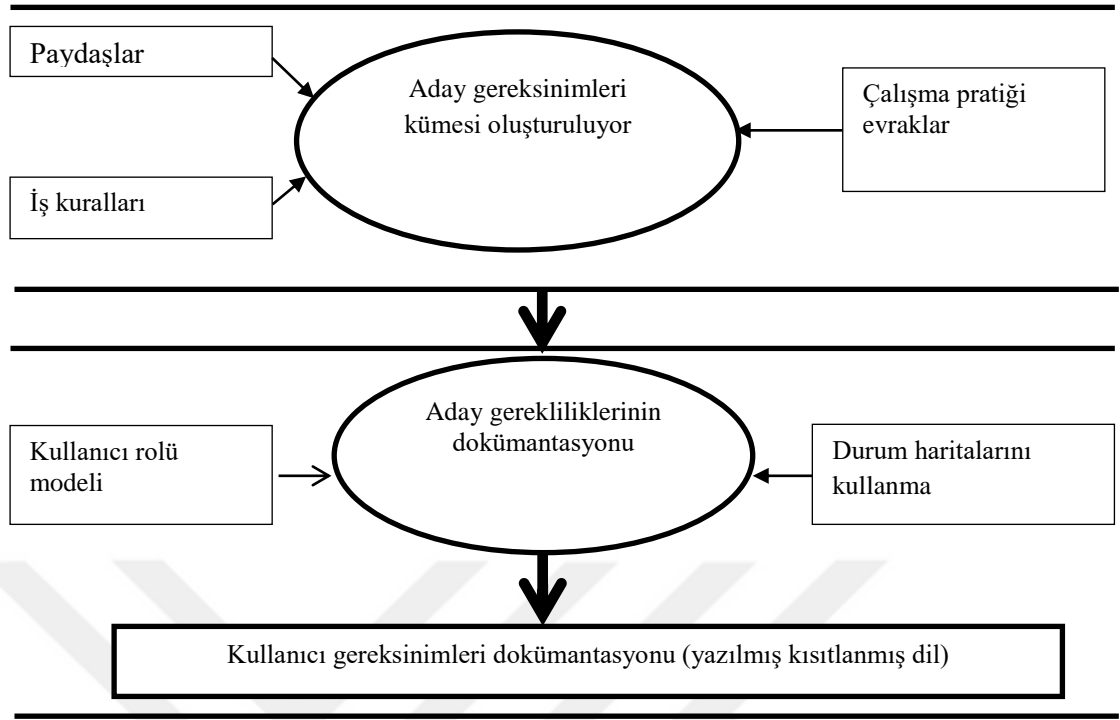 Paydaşlar
Aday gereksinimleri
kümesi oluşturuluyor
Çalışma pratiği
evraklar
İş kuralları
Aday gerekliliklerinin
dokümantasyonu
Kullanıcı rolü
modeli
Durum haritalarını
kullanma
Kullanıcı gereksinimleri dokümantasyonu (yazılmış kısıtlanmış dil)